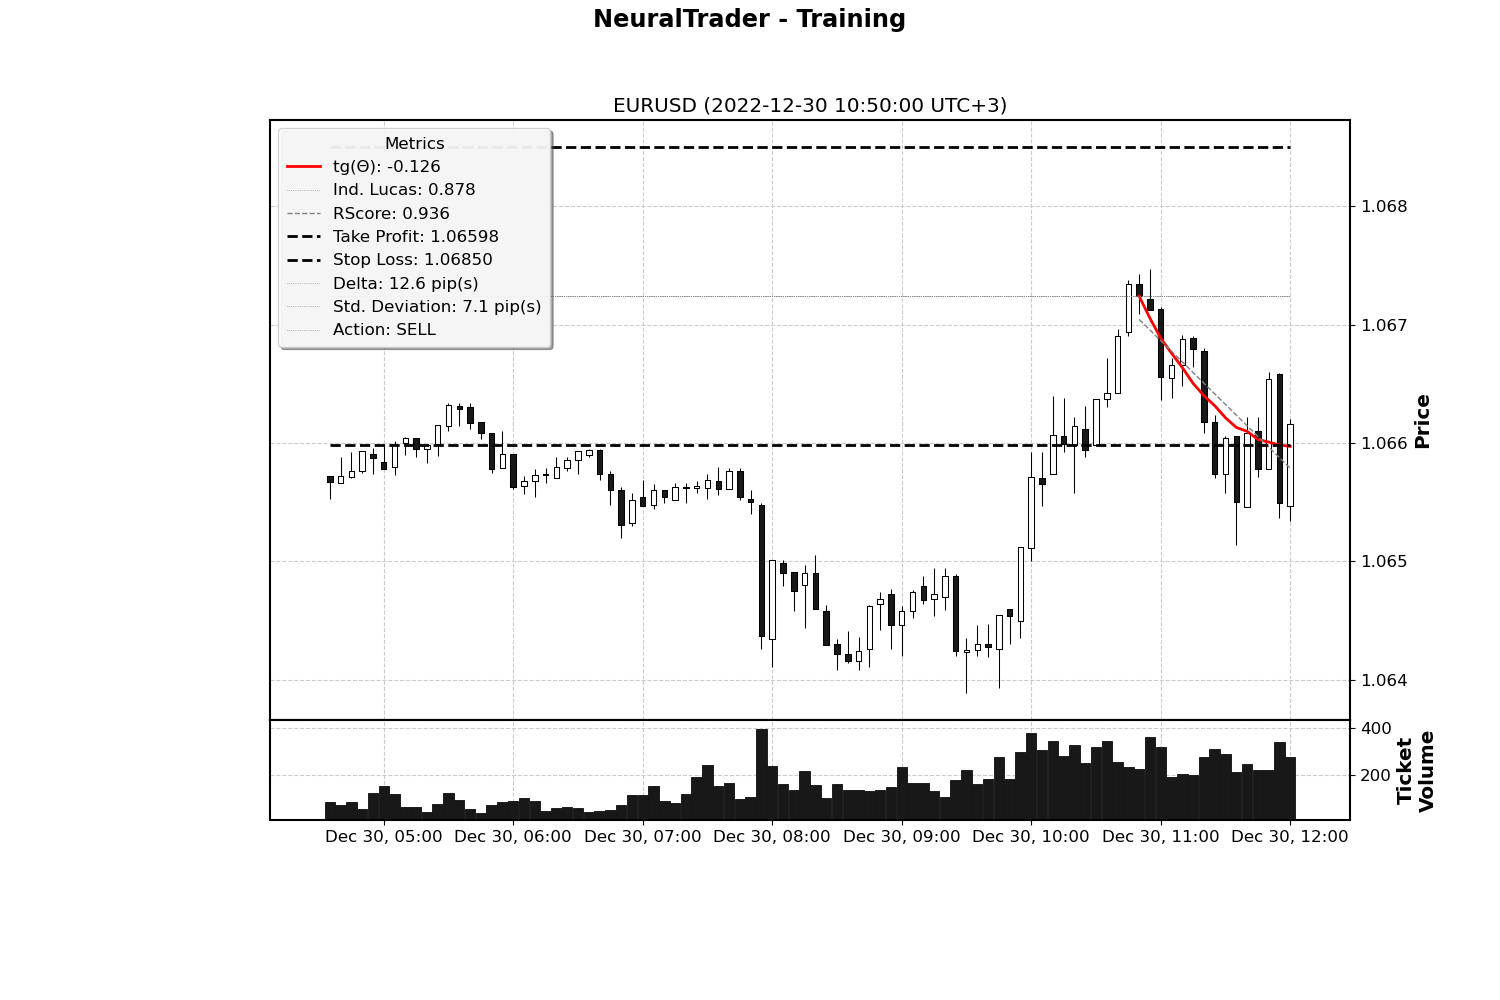 NeuralTrader - Training
EURUSD (2022-12-30 10:50:00 UTC+3)
Metrics
tg(Θ): -0.126
Ind. Lucas: 0.878
RScore: 0.936
Take Profit: 1.06598
Stop Loss: 1.06850
Delta: 12.6 pip(s)
Std. Deviation: 7.1 pip(s)
Action: SELL
1.068
1.067
1.066
1.065
1.064
Price
400
200
Ticket
Volume
Dec 30, 05:00
Dec 30, 06:00
Dec 30, 07:00
Dec 30, 08:00
Dec 30, 09:00
Dec 30, 10:00
Dec 30, 11:00
Dec 30, 12:00